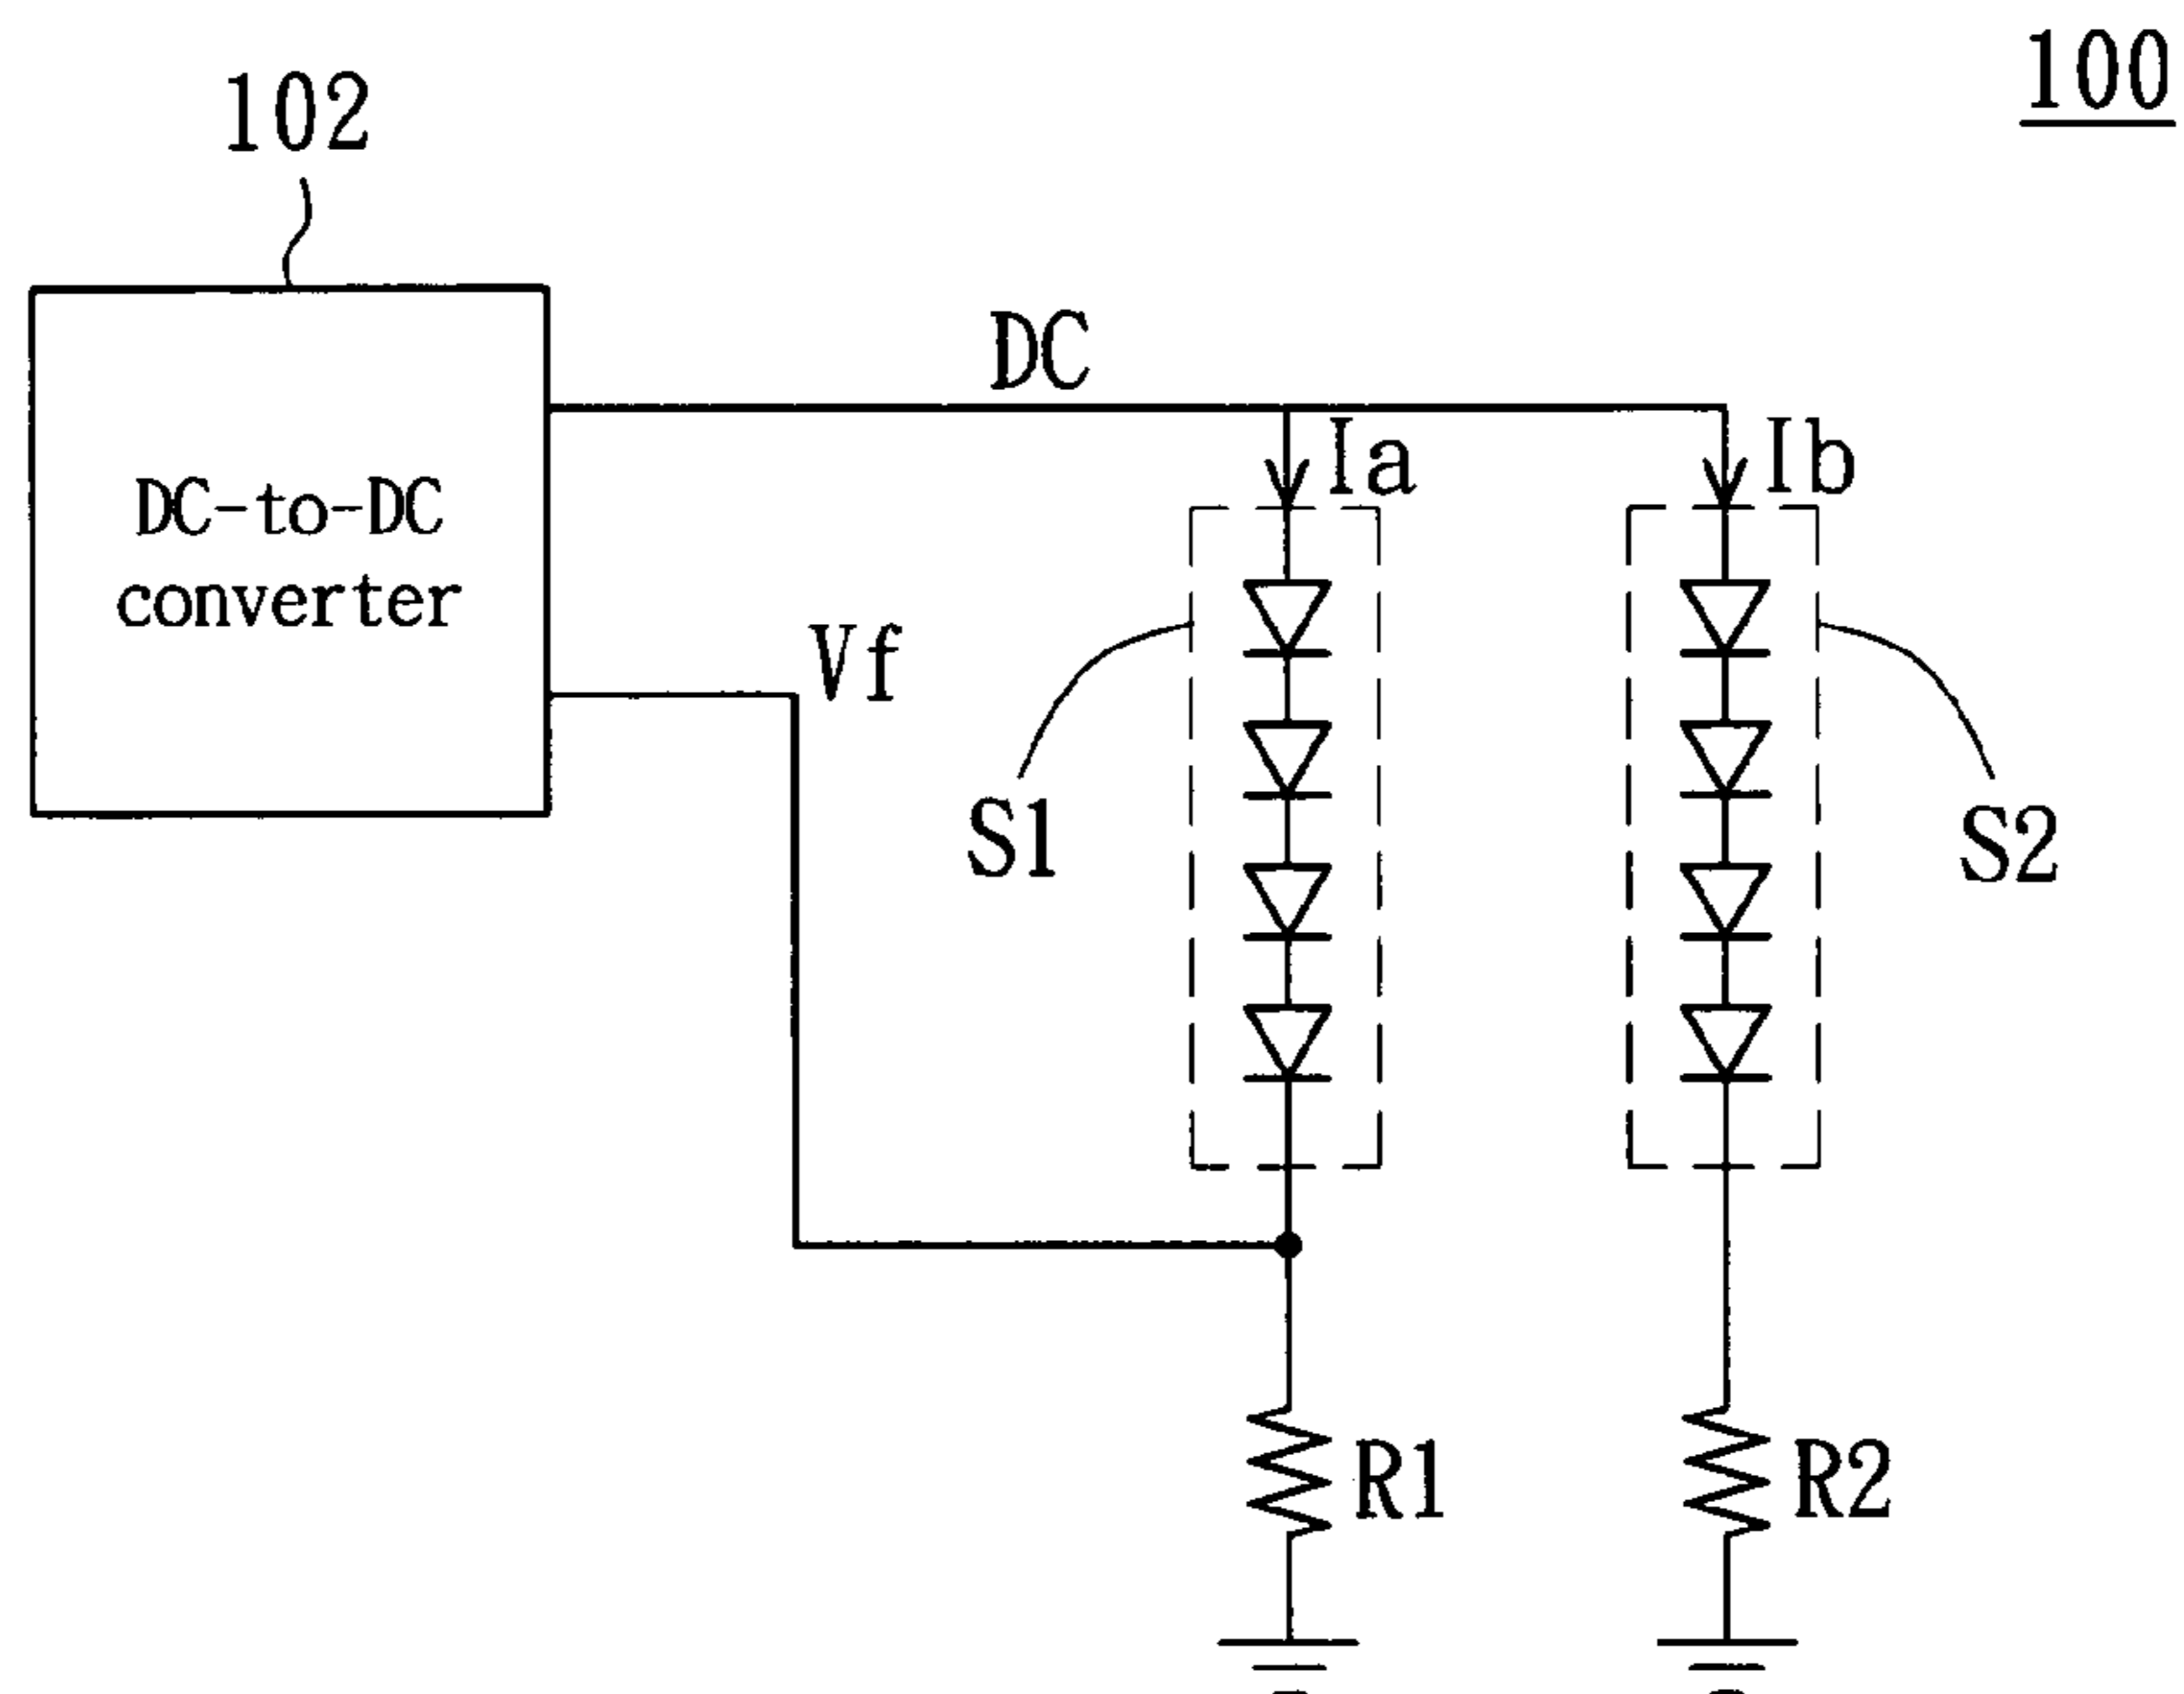 100
102
DC
Ia
Ib
DC-to-DC
converter
Vf
S1
S2
R1
R2